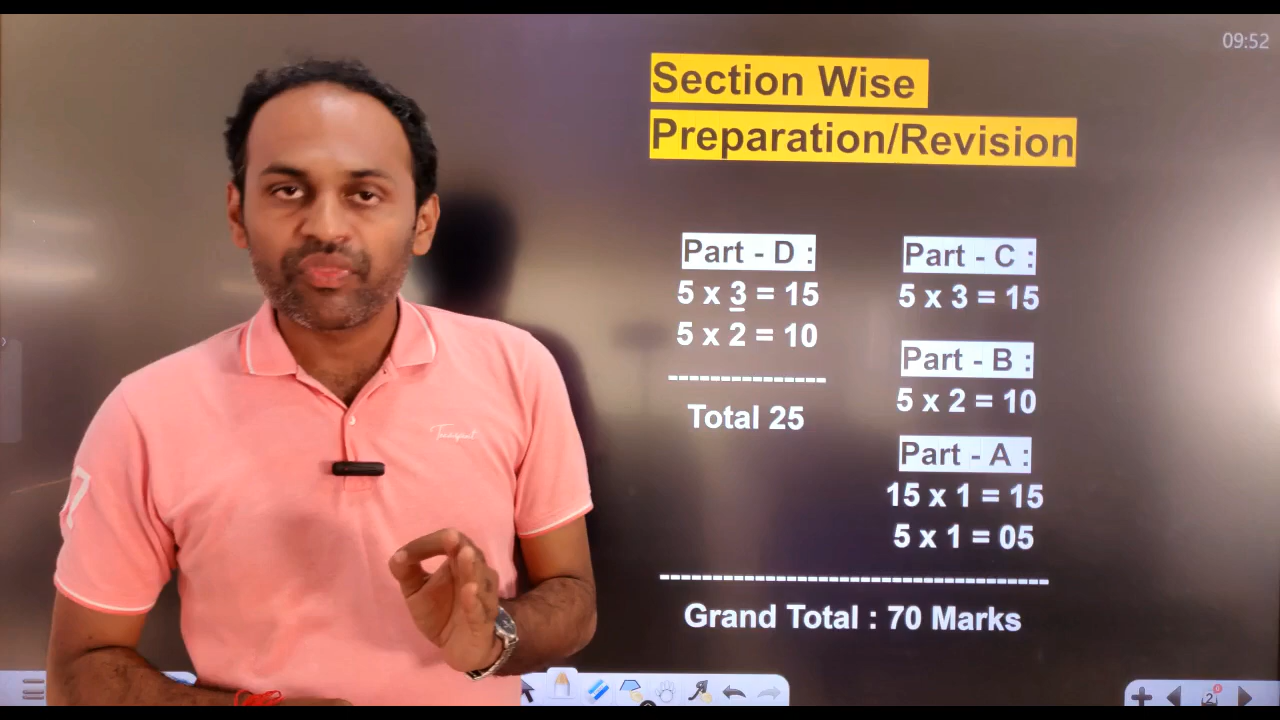 09:52
Section Wise
Preparation/Revision
Part - D :
5 x 3 = 15
5 x 2 = 10
Total 25
Part - C :
5 x 3 = 15
Part - B :
5 x 2 = 10
Part - A :
15 x 1 = 15
5 x 1 = 05
Grand Total : 70 Marks
2